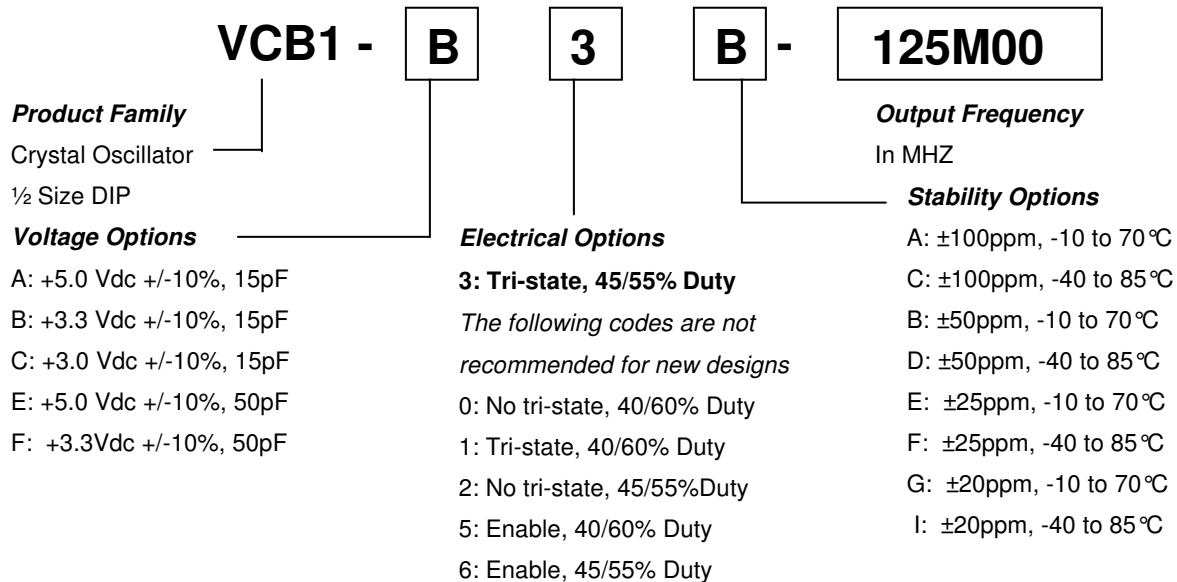 VCB1 - B 3 B - 125M00
Product Family
Crystal Oscillator
½ Size DIP
Voltage Options
A: +5.0 Vdc +/-10%, 15pF
B: +3.3 Vdc +/-10%, 15pF
C: +3.0 Vdc +/-10%, 15pF
E: +5.0 Vdc +/-10%, 50pF
F: +3.3Vdc +/-10%, 50pF
Electrical Options
3: Tri-state, 45/55% Duty
The following codes are not
recommended for new designs
0: No tri-state, 40/60% Duty
1: Tri-state, 40/60% Duty
2: No tri-state, 45/55%Duty
5: Enable, 40/60% Duty
6: Enable, 45/55% Duty
Output Frequency
In MHZ
Stability Options
A: ±100ppm, -10 to 70°C
C: ±100ppm, -40 to 85°C
B: ±50ppm, -10 to 70°C
D: ±50ppm, -40 to 85°C
E: ±25ppm, -10 to 70°C
F: ±25ppm, -40 to 85°C
G: ±20ppm, -10 to 70°C
I: ±20ppm, -40 to 85°C